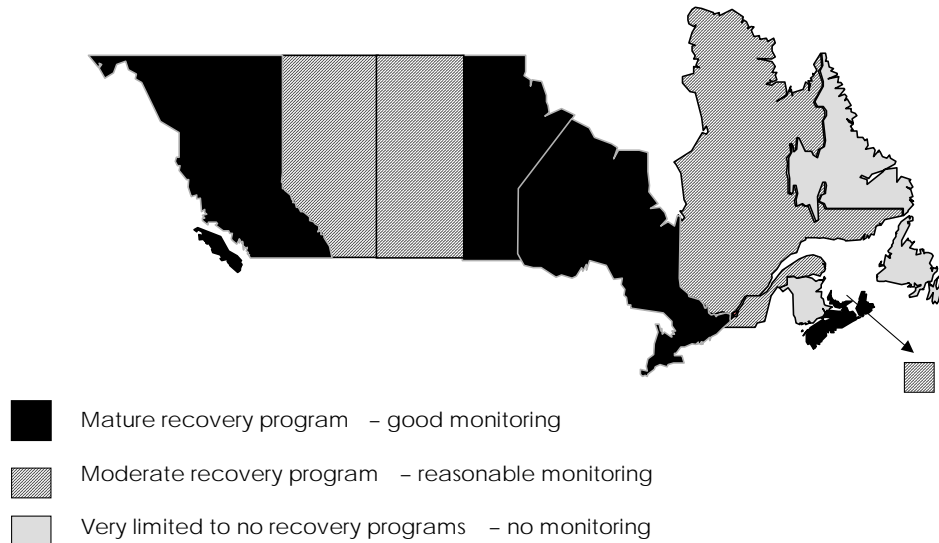 Mature recovery program – good monitoring
Moderate recovery program – reasonable monitoring
Very limited to no recovery programs – no monitoring